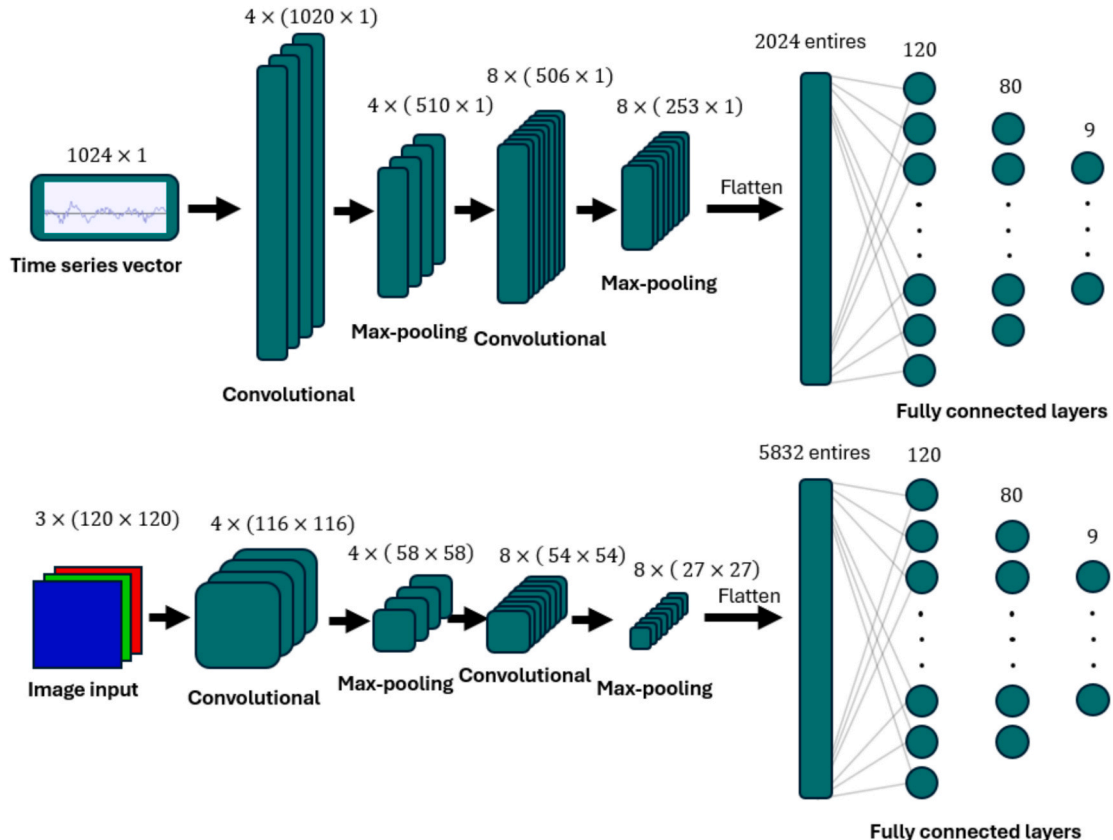 4 × (1020 × 1)
2024 entires
120
8 × ( 506 × 1)
80
4 × ( 510 × 1)
8 × ( 253 × 1)
9
1024 × 1
Flatten
Time series vector
Max-pooling
Max-pooling
Convolutional
Convolutional
Fully connected layers
5832 entires
120
80
3 × (120 × 120)
4 × (116 × 116)
9
4 × ( 58 × 58)
8 × ( 54 × 54)
8 × ( 27 × 27)
Flatten
Image input
Convolutional
Max-pooling
Convolutional
Max-pooling
Fully connected layers